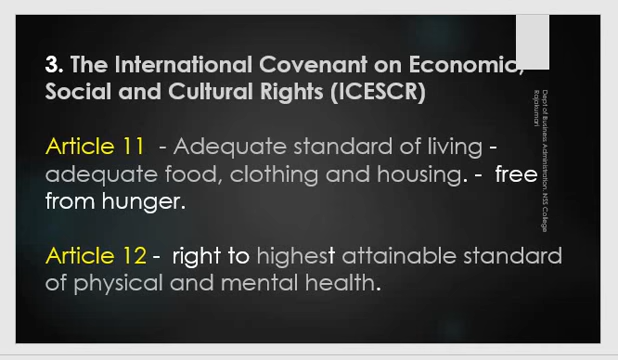 3. The International Covenant on Economic,
Social and Cultural Rights (ICESCR)
Article 11 - Adequate standard of living -
adequate food, clothing and housing. - free
from hunger.
Article 12 - right to highest attainable standard
of physical and mental health.
Dept of Business Administration, MSS College
Rajakumari